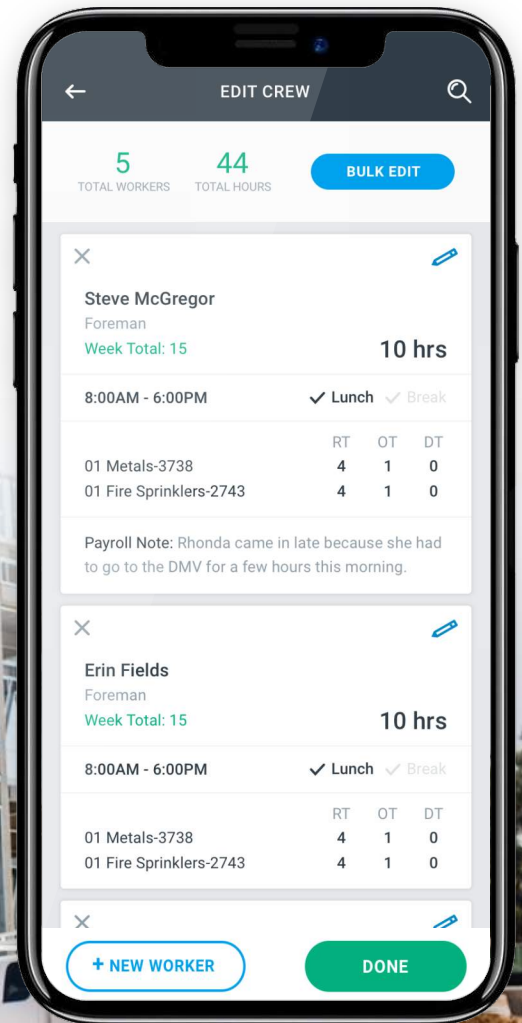 EDIT CREW
5 44 BULK EDIT
TOTAL WORKERS TOTAL HOURS
Steve McGregor
Foreman
Week Total: 15 10 hrs
8:00AM - 6:00PM Lunch Break
RT OT DT
01 Metals-3738 4 1 0
01 Fire Sprinklers-2743 4 1 0
Payroll Note: Rhonda came in late because she had
to go to the DMV for a few hours this morning.
Erin Fields
Foreman
Week Total: 15 10 hrs
8:00AM - 6:00PM Lunch Break
RT OT DT
01 Metals-3738 4 1 0
01 Fire Sprinklers-2743 4 1 0
+ NEW WORKER DONE